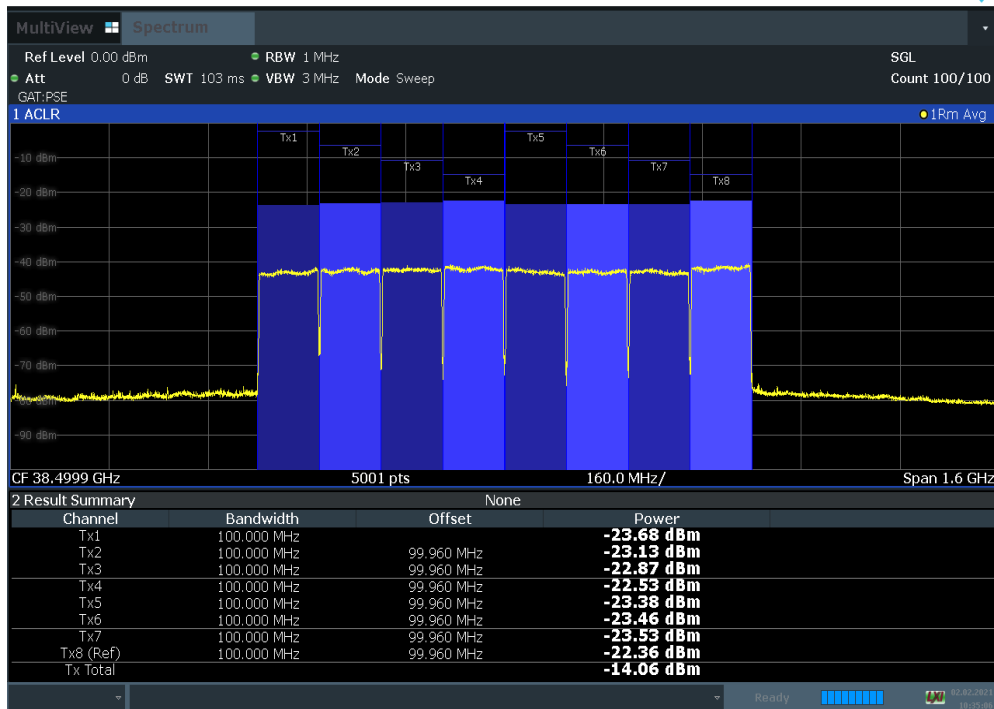 MultiView Spectrum
Ref Level 0.00 dBm RBW 1 MHz SGL
Att 0 dB SWT 103 ms VBW 3 MHz Mode Sweep Count 100/100
GAT:PSE
1 ACLR 1Rm Avg
Tx1 Tx5
Tx2 Tx6
-10 dBm
Tx3 Tx7
Tx4 Tx8
-20 dBm
-30 dBm
-40 dBm
-50 dBm
-60 dBm
-70 dBm
-80 dBm
-90 dBm
CF 38.4999 GHz 5001 pts 160.0 MHz/ Span 1.6 GHz
2 Result Summary None
Channel Bandwidth Offset Power
Tx1 100.000 MHz -23.68 dBm
Tx2 100.000 MHz 99.960 MHz -23.13 dBm
Tx3 100.000 MHz 99.960 MHz -22.87 dBm
Tx4 100.000 MHz 99.960 MHz -22.53 dBm
Tx5 100.000 MHz 99.960 MHz -23.38 dBm
Tx6 100.000 MHz 99.960 MHz -23.46 dBm
Tx7 100.000 MHz 99.960 MHz -23.53 dBm
Tx8 (Ref) 100.000 MHz 99.960 MHz -22.36 dBm
Tx Total -14.06 dBm
Ready 02.02.2021